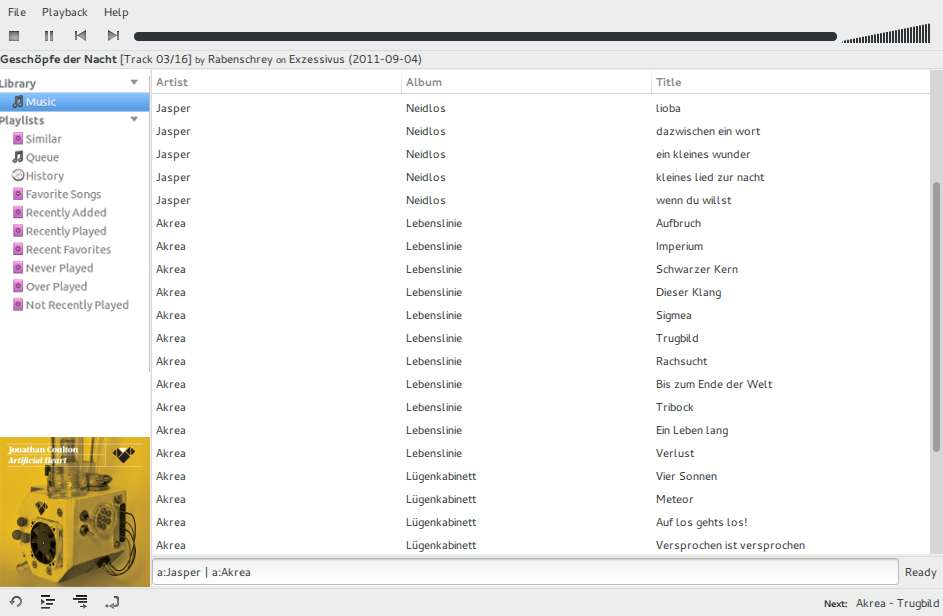 File Playback Help
Geschöpfe der Nacht [Track 03/16] by Rabenschrey on Exzessivus (2011-09-04)
Library
Music
Playlists
Similar
Queue
History
Favorite Songs
Recently Added
Recently Played
Recent Favorites
Never Played
Over Played
Not Recently Played
Jonathan Coulton
Artificial Heart
Artist Album Title
Jasper Neidlos lioba
Jasper Neidlos dazwischen ein wort
Jasper Neidlos ein kleines wunder
Jasper Neidlos kleines lied zur nacht
Jasper Neidlos wenn du willst
Akrea Lebenslinie Aufbruch
Akrea Lebenslinie Imperium
Akrea Lebenslinie Schwarzer Kern
Akrea Lebenslinie Dieser Klang
Akrea Lebenslinie Sigmea
Akrea Lebenslinie Trugbild
Akrea Lebenslinie Rachsucht
Akrea Lebenslinie Bis zum Ende der Welt
Akrea Lebenslinie Tribock
Akrea Lebenslinie Ein Leben lang
Akrea Lebenslinie Verlust
Akrea Lügenkabinett Vier Sonnen
Akrea Lügenkabinett Meteor
Akrea Lügenkabinett Auf los gehts los!
Akrea Lügenkabinett Versprochen ist versprochen
a:Jasper | a:Akrea Ready
Next: Akrea - Trugbild